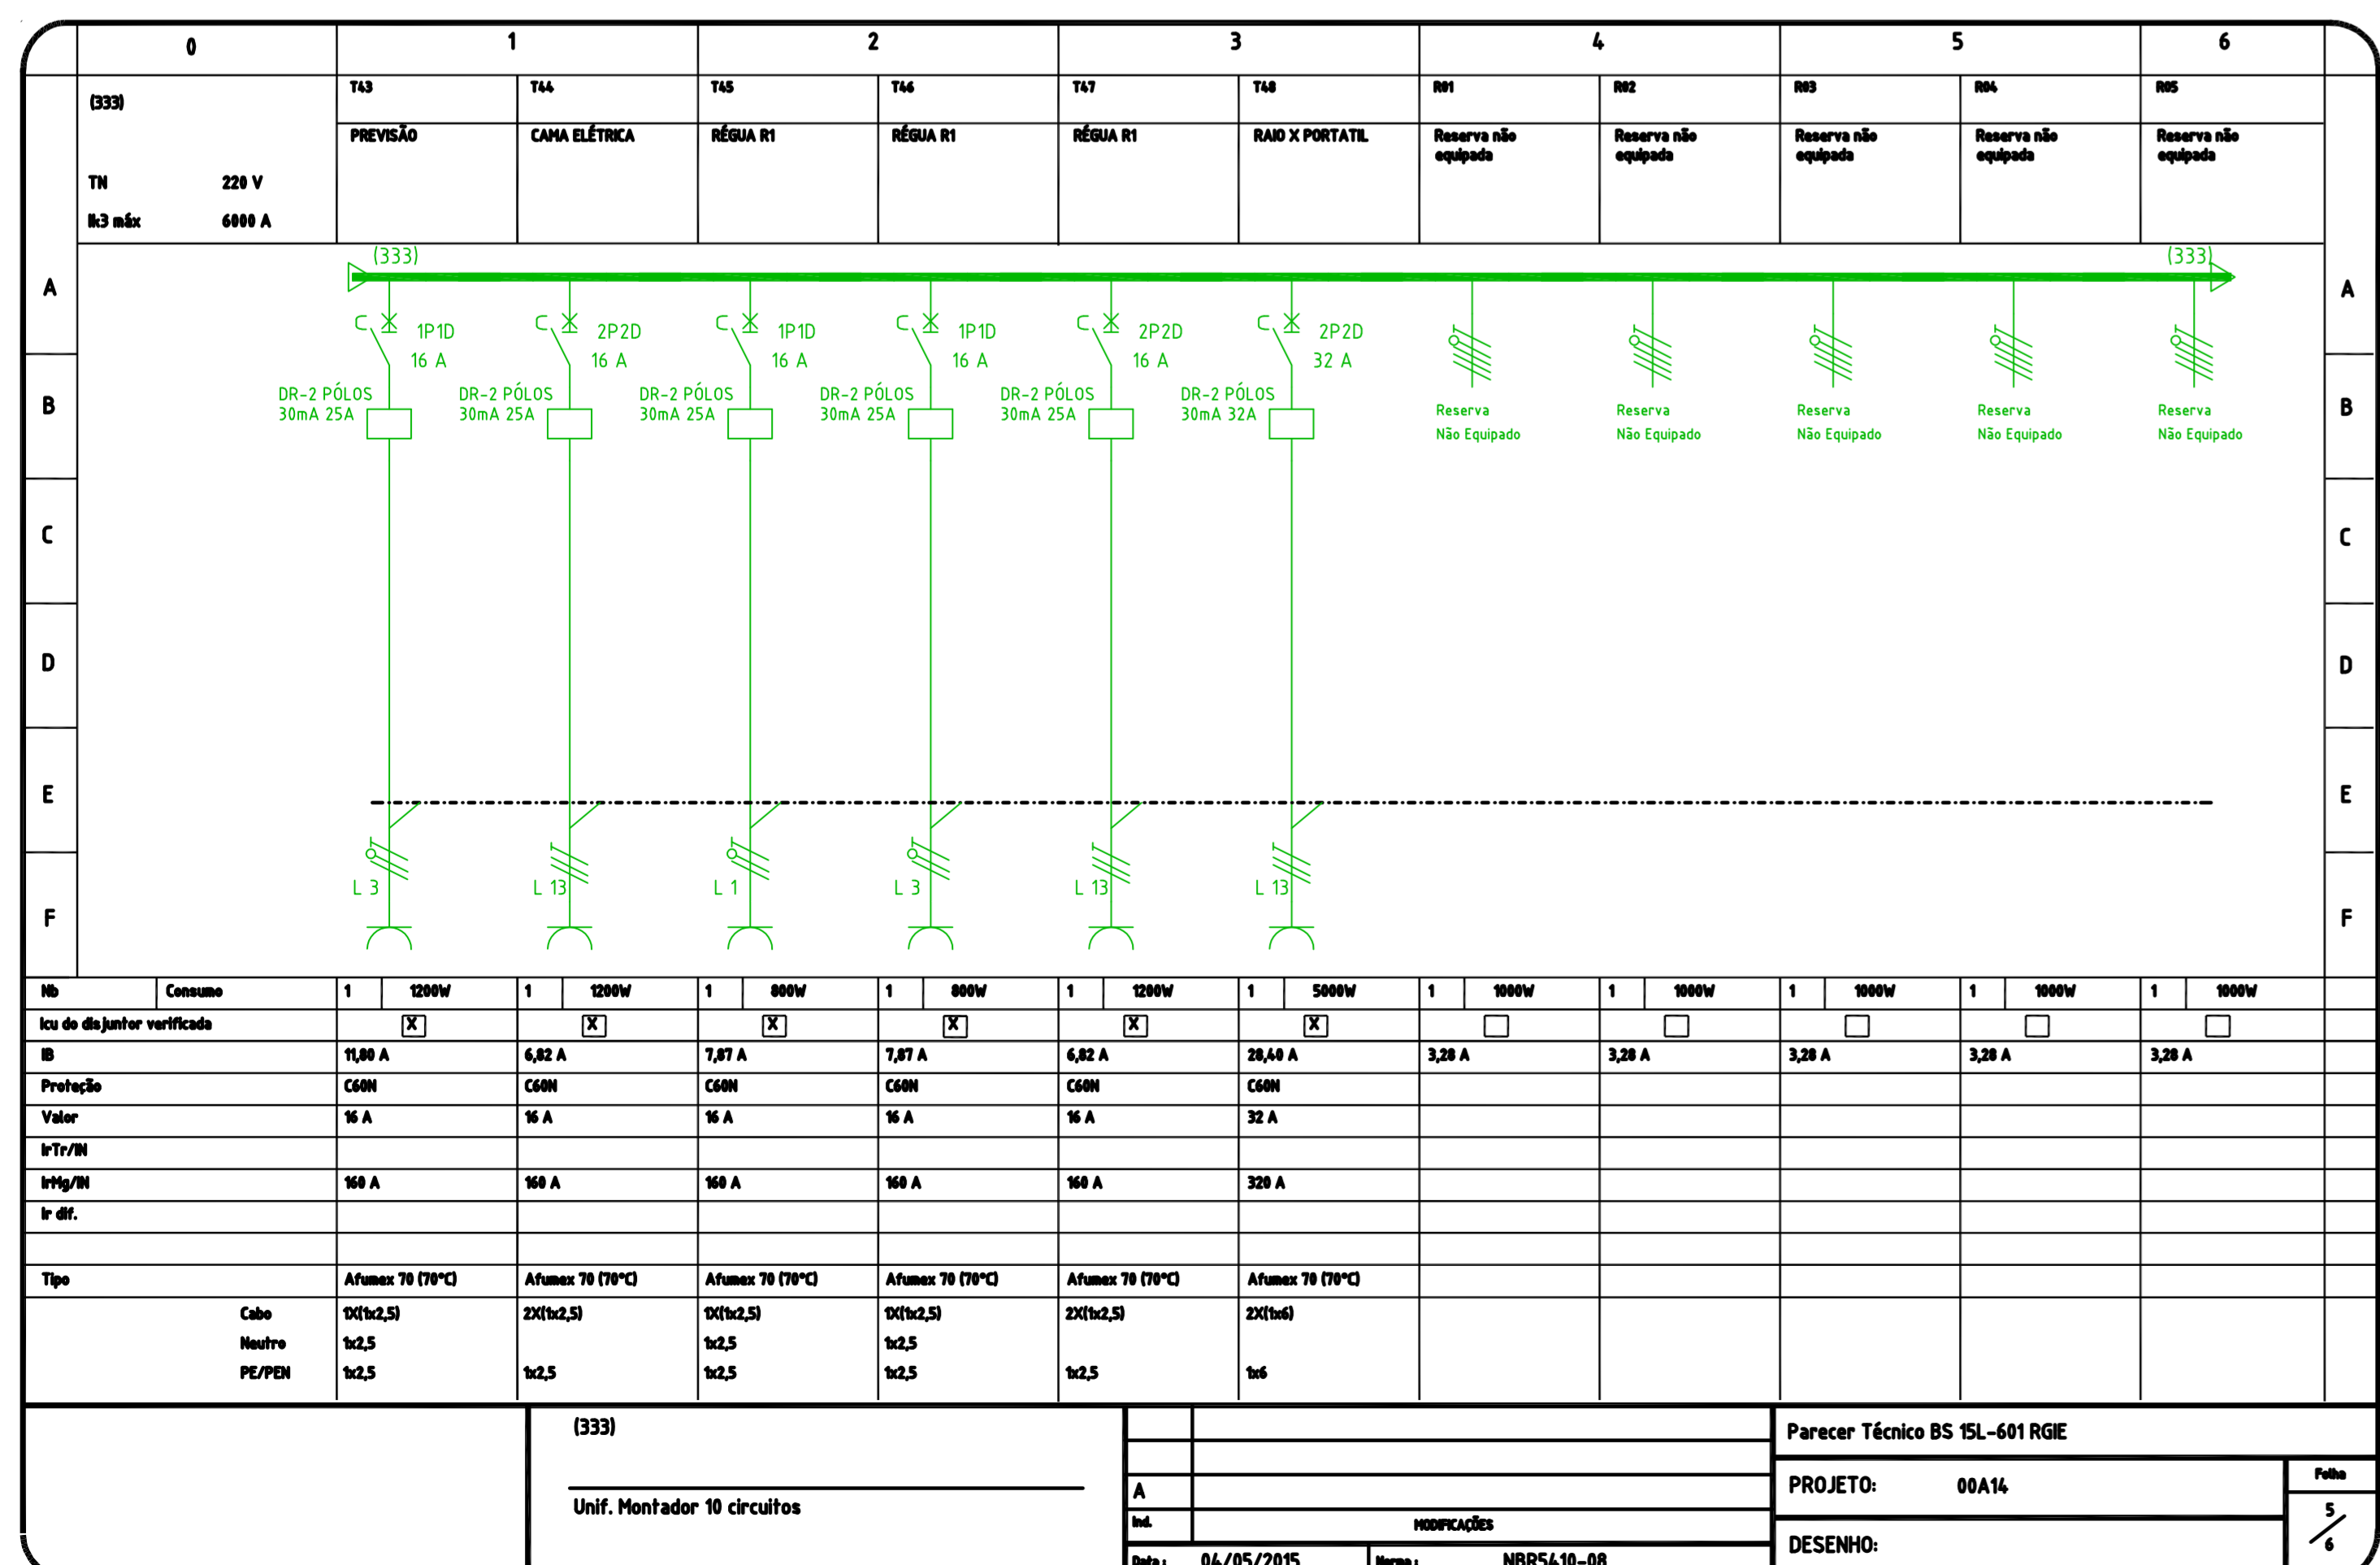 0 1 2 3 4 5 6
(333) T43 T44 T45 T46 T47 T48 R01 R02 R03 R04 R05
PREVISÃO CAMA ELÉTRICA RÉGUA R1 RÉGUA R1 RÉGUA R1 RAIO X PORTATIL Reserva não Reserva não Reserva não Reserva não Reserva não
equipada equipada equipada equipada equipada
TN 220 V
Ik3 máx 6000 A
(333) (333)
A A
C 1P1D C 2P2D C 1P1D C 1P1D C 2P2D C 2P2D
16 A 16 A 16 A 16 A 16 A 32 A
DR-2 PÓLOS DR-2 PÓLOS DR-2 PÓLOS DR-2 PÓLOS DR-2 PÓLOS DR-2 PÓLOS
B 30mA 25A 30mA 25A 30mA 25A 30mA 25A 30mA 25A 30mA 32A Reserva Reserva Reserva Reserva Reserva B
Não Equipado Não Equipado Não Equipado Não Equipado Não Equipado
C C
D D
E E
L 3 L 13 L 1 L 3 L 13 L 13
F F
Nb Consumo 1 1200W 1 1200W 1 800W 1 800W 1 1200W 1 5000W 1 1000W 1 1000W 1 1000W 1 1000W 1 1000W
Icu do disjuntor verificada X X X X X X
IB 11,80 A 6,82 A 7,87 A 7,87 A 6,82 A 28,40 A 3,28 A 3,28 A 3,28 A 3,28 A 3,28 A
Proteção C60N C60N C60N C60N C60N C60N
Valor 16 A 16 A 16 A 16 A 16 A 32 A
IrTr/IN
IrMg/IN 160 A 160 A 160 A 160 A 160 A 320 A
Ir dif.
Tipo Afumex 70 (70°C) Afumex 70 (70°C) Afumex 70 (70°C) Afumex 70 (70°C) Afumex 70 (70°C) Afumex 70 (70°C)
Cabo 1X(1x2,5) 2X(1x2,5) 1X(1x2,5) 1X(1x2,5) 2X(1x2,5) 2X(1x6)
Neutro 1x2,5 1x2,5 1x2,5
PE/PEN 1x2,5 1x2,5 1x2,5 1x2,5 1x2,5 1x6
(333)
Unif. Montador 10 circuitos
A
Ind. MODIFICAÇÕES
Data : 04/05/2015 Norma : NBR5410-08
Parecer Técnico BS 15L-601 RGIE
PROJETO: 00A14
Folha
5
6
DESENHO: